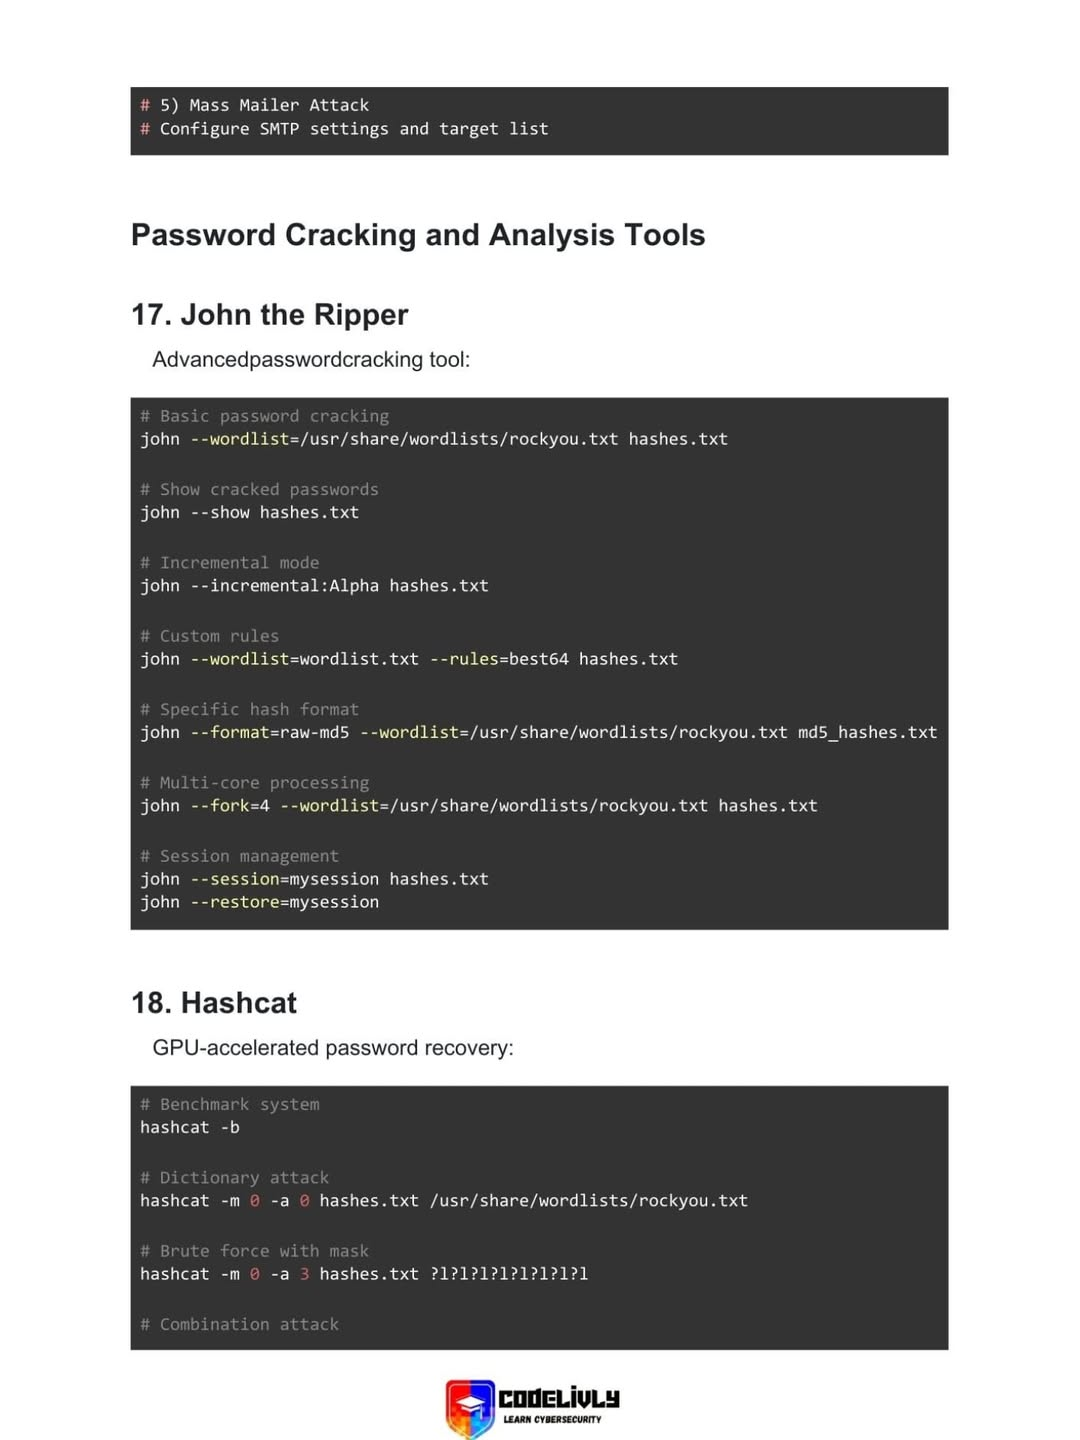 # 5) Mass Mailer Attack
# Configure SMTP settings and target list
Password Cracking and Analysis Tools
17. John the Ripper
Advancedpasswordcracking tool:
# Basic password cracking
john --wordlist=/usr/share/wordlists/rockyou.txt hashes.txt
# Show cracked passwords
john --show hashes.txt
# Incremental mode
john --incremental:Alpha hashes.txt
# Custom rules
john --wordlist=wordlist.txt --rules=best64 hashes.txt
# Specific hash format
john --format=raw-md5 --wordlist=/usr/share/wordlists/rockyou.txt md5_hashes.txt
# Multi-core processing
john --fork=4 --wordlist=/usr/share/wordlists/rockyou.txt hashes.txt
# Session management
john --session=mysession hashes.txt
john --restore=mysession
18. Hashcat
GPU-accelerated password recovery:
# Benchmark system
hashcat -b
# Dictionary attack
hashcat -m 0 -a 0 hashes.txt /usr/share/wordlists/rockyou.txt
# Brute force with mask
hashcat -m 0 -a 3 hashes.txt ?l?l?l?l?l?l?l?l
# Combination attack
CODELIVLY
LEARN CYBERSECURITY